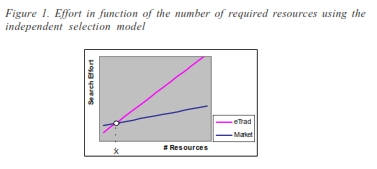 Figure 1. Effort in function of the number of required resources using the
independent selection model
Search Effort
eTrad
Market
# Resources
x